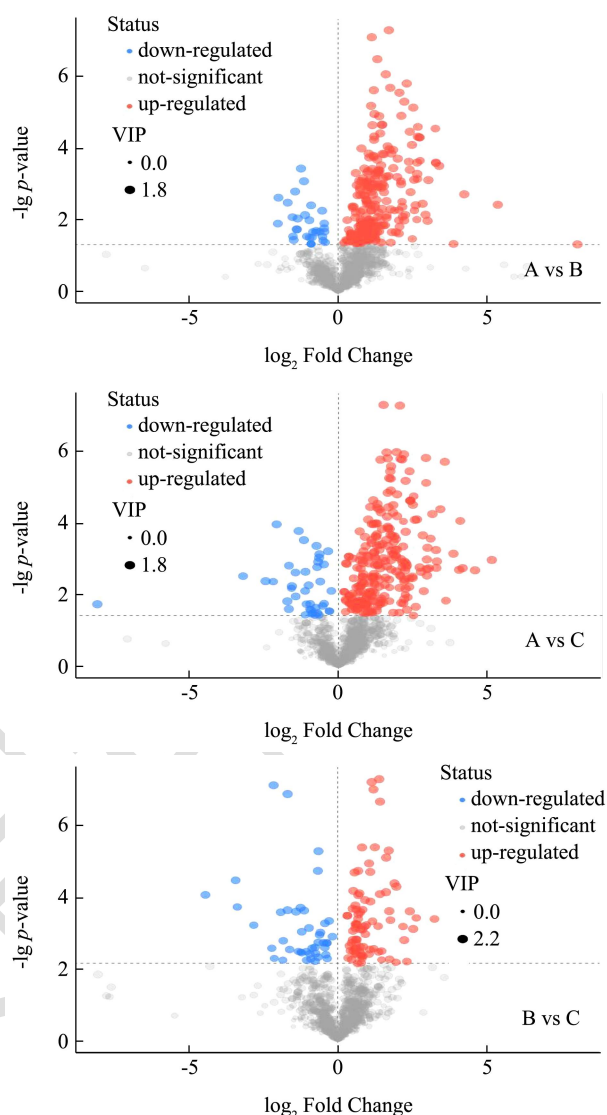 Status
down-regulated
not-significant
up-regulated
VIP
0.0
1.8
-lg p-value
6
4
2
0
A vs B
-5
0
5
log₂ Fold Change
Status
down-regulated
not-significant
up-regulated
VIP
0.0
1.8
-lg p-value
6
4
2
0
A vs C
-5
0
5
log₂ Fold Change
Status
down-regulated
not-significant
up-regulated
VIP
0.0
2.2
-lg p-value
6
4
2
0
B vs C
-5
0
5
log₂ Fold Change